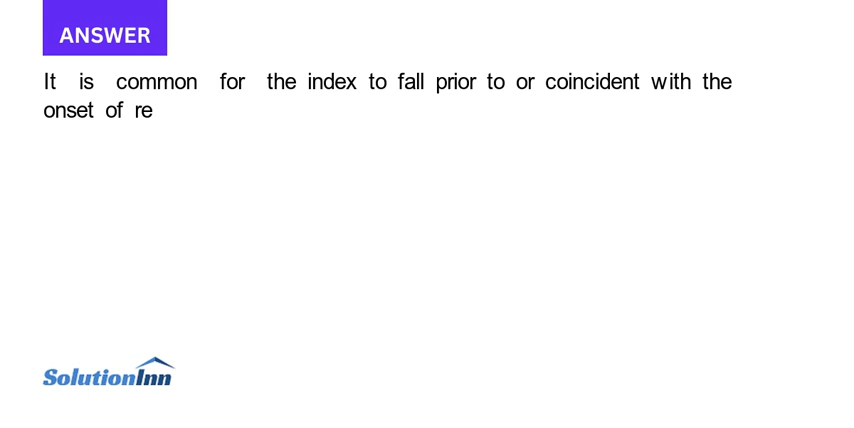 ANSWER
It is common for the index to fall prior to or coincident with the
onset of re
SolutionInn